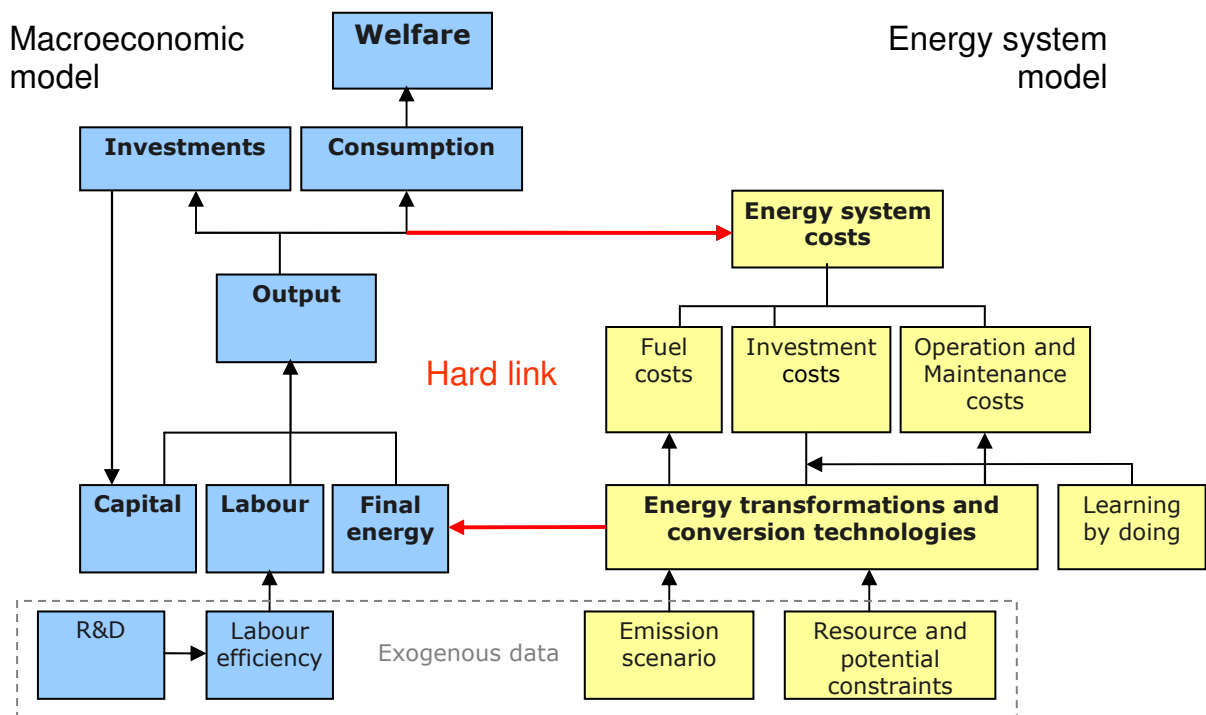 Macroeconomic
model
Welfare
Energy system
model
Investments
Consumption
Energy system
costs
Output
Hard link
Fuel
costs
Investment
costs
Operation and
Maintenance
costs
Capital
Labour
Final
energy
Energy transformations and
conversion technologies
Learning
by doing
R&D
Labour
efficiency
Exogenous data
Emission
scenario
Resource and
potential
constraints